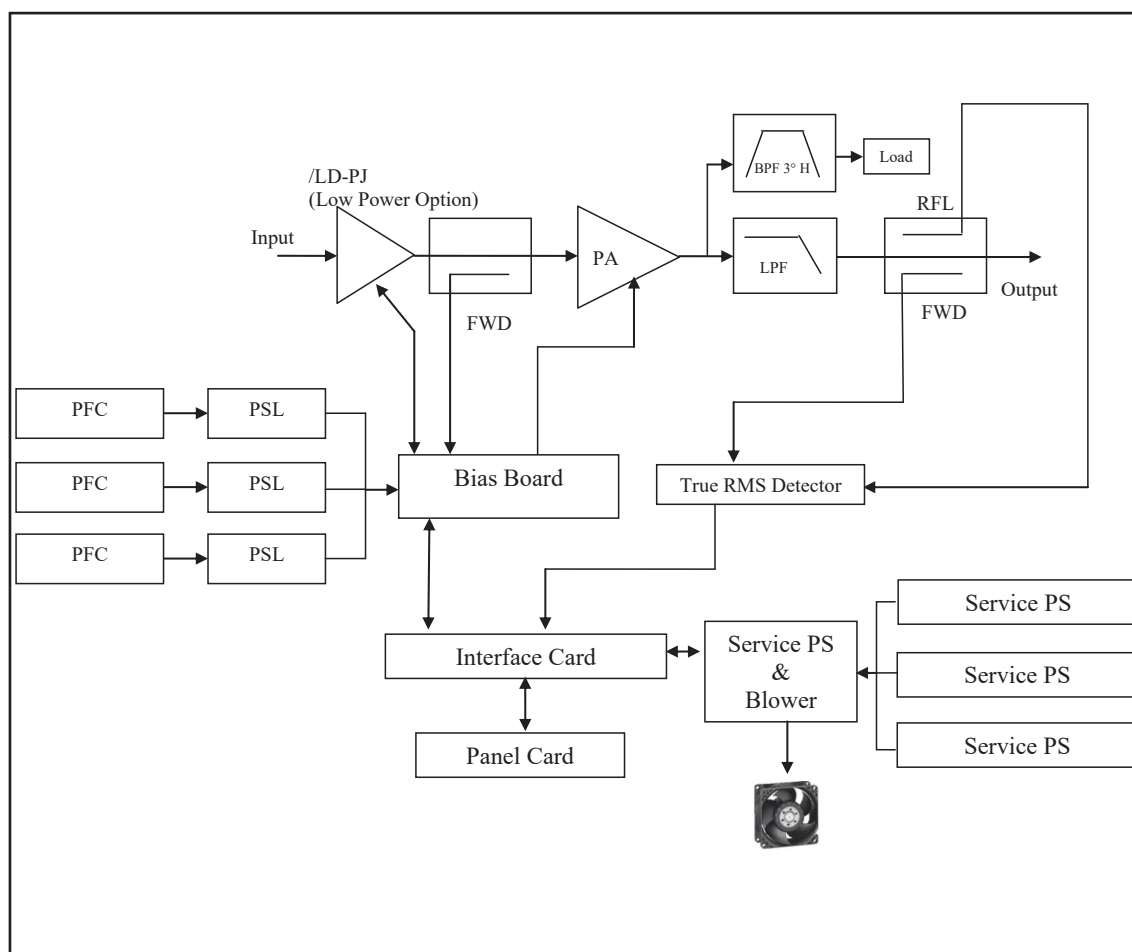 /LD-PJ
(Low Power Option)
Input
FWD
PA
BPF 3° H
Load
LPF
RFL
FWD
Output
PFC
PSL
PFC
PSL
PFC
PSL
Bias Board
True RMS Detector
Interface Card
Panel Card
Service PS
&
Blower
Service PS
Service PS
Service PS